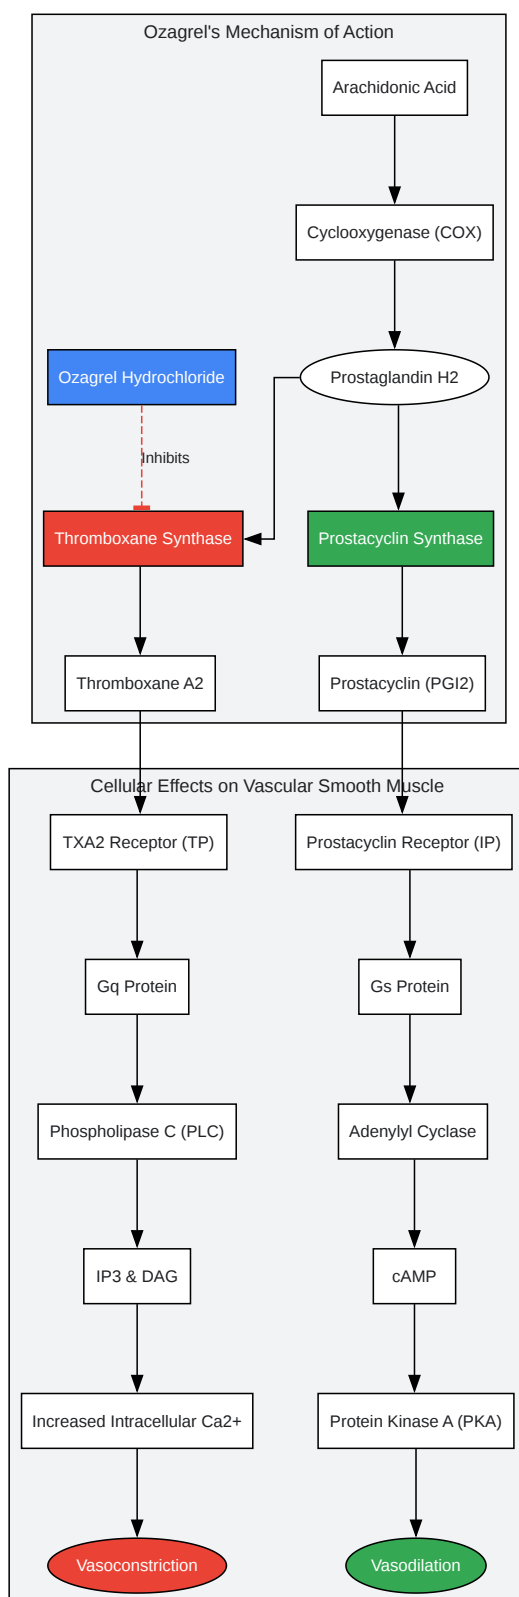 Ozagrel's Mechanism of Action
Arachidonic Acid
Cyclooxygenase (COX)
Ozagrel Hydrochloride
Prostaglandin H2
Inhibits
Thromboxane Synthase
Prostacyclin Synthase
Thromboxane A2
Prostacyclin (PGI2)
Cellular Effects on Vascular Smooth Muscle
TXA2 Receptor (TP)
Prostacyclin Receptor (IP)
Gq Protein
Gs Protein
Phospholipase C (PLC)
Adenylyl Cyclase
IP3 & DAG
cAMP
Increased Intracellular Ca2+
Protein Kinase A (PKA)
Vasoconstriction
Vasodilation